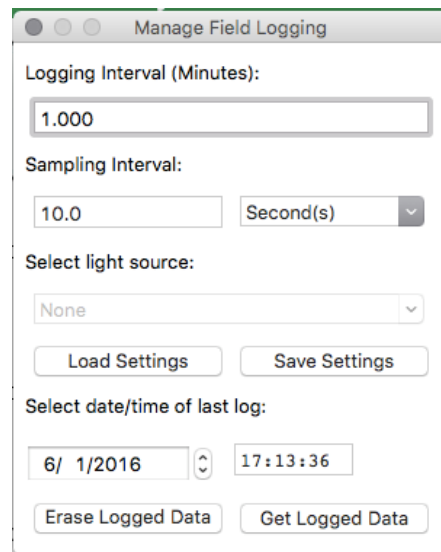 Manage Field Logging
Logging Interval (Minutes):
1.000
Sampling Interval:
10.0 Second(s)
Select light source:
None
Load Settings Save Settings
Select date/time of last log:
6/ 1/2016 17:13:36
Erase Logged Data Get Logged Data